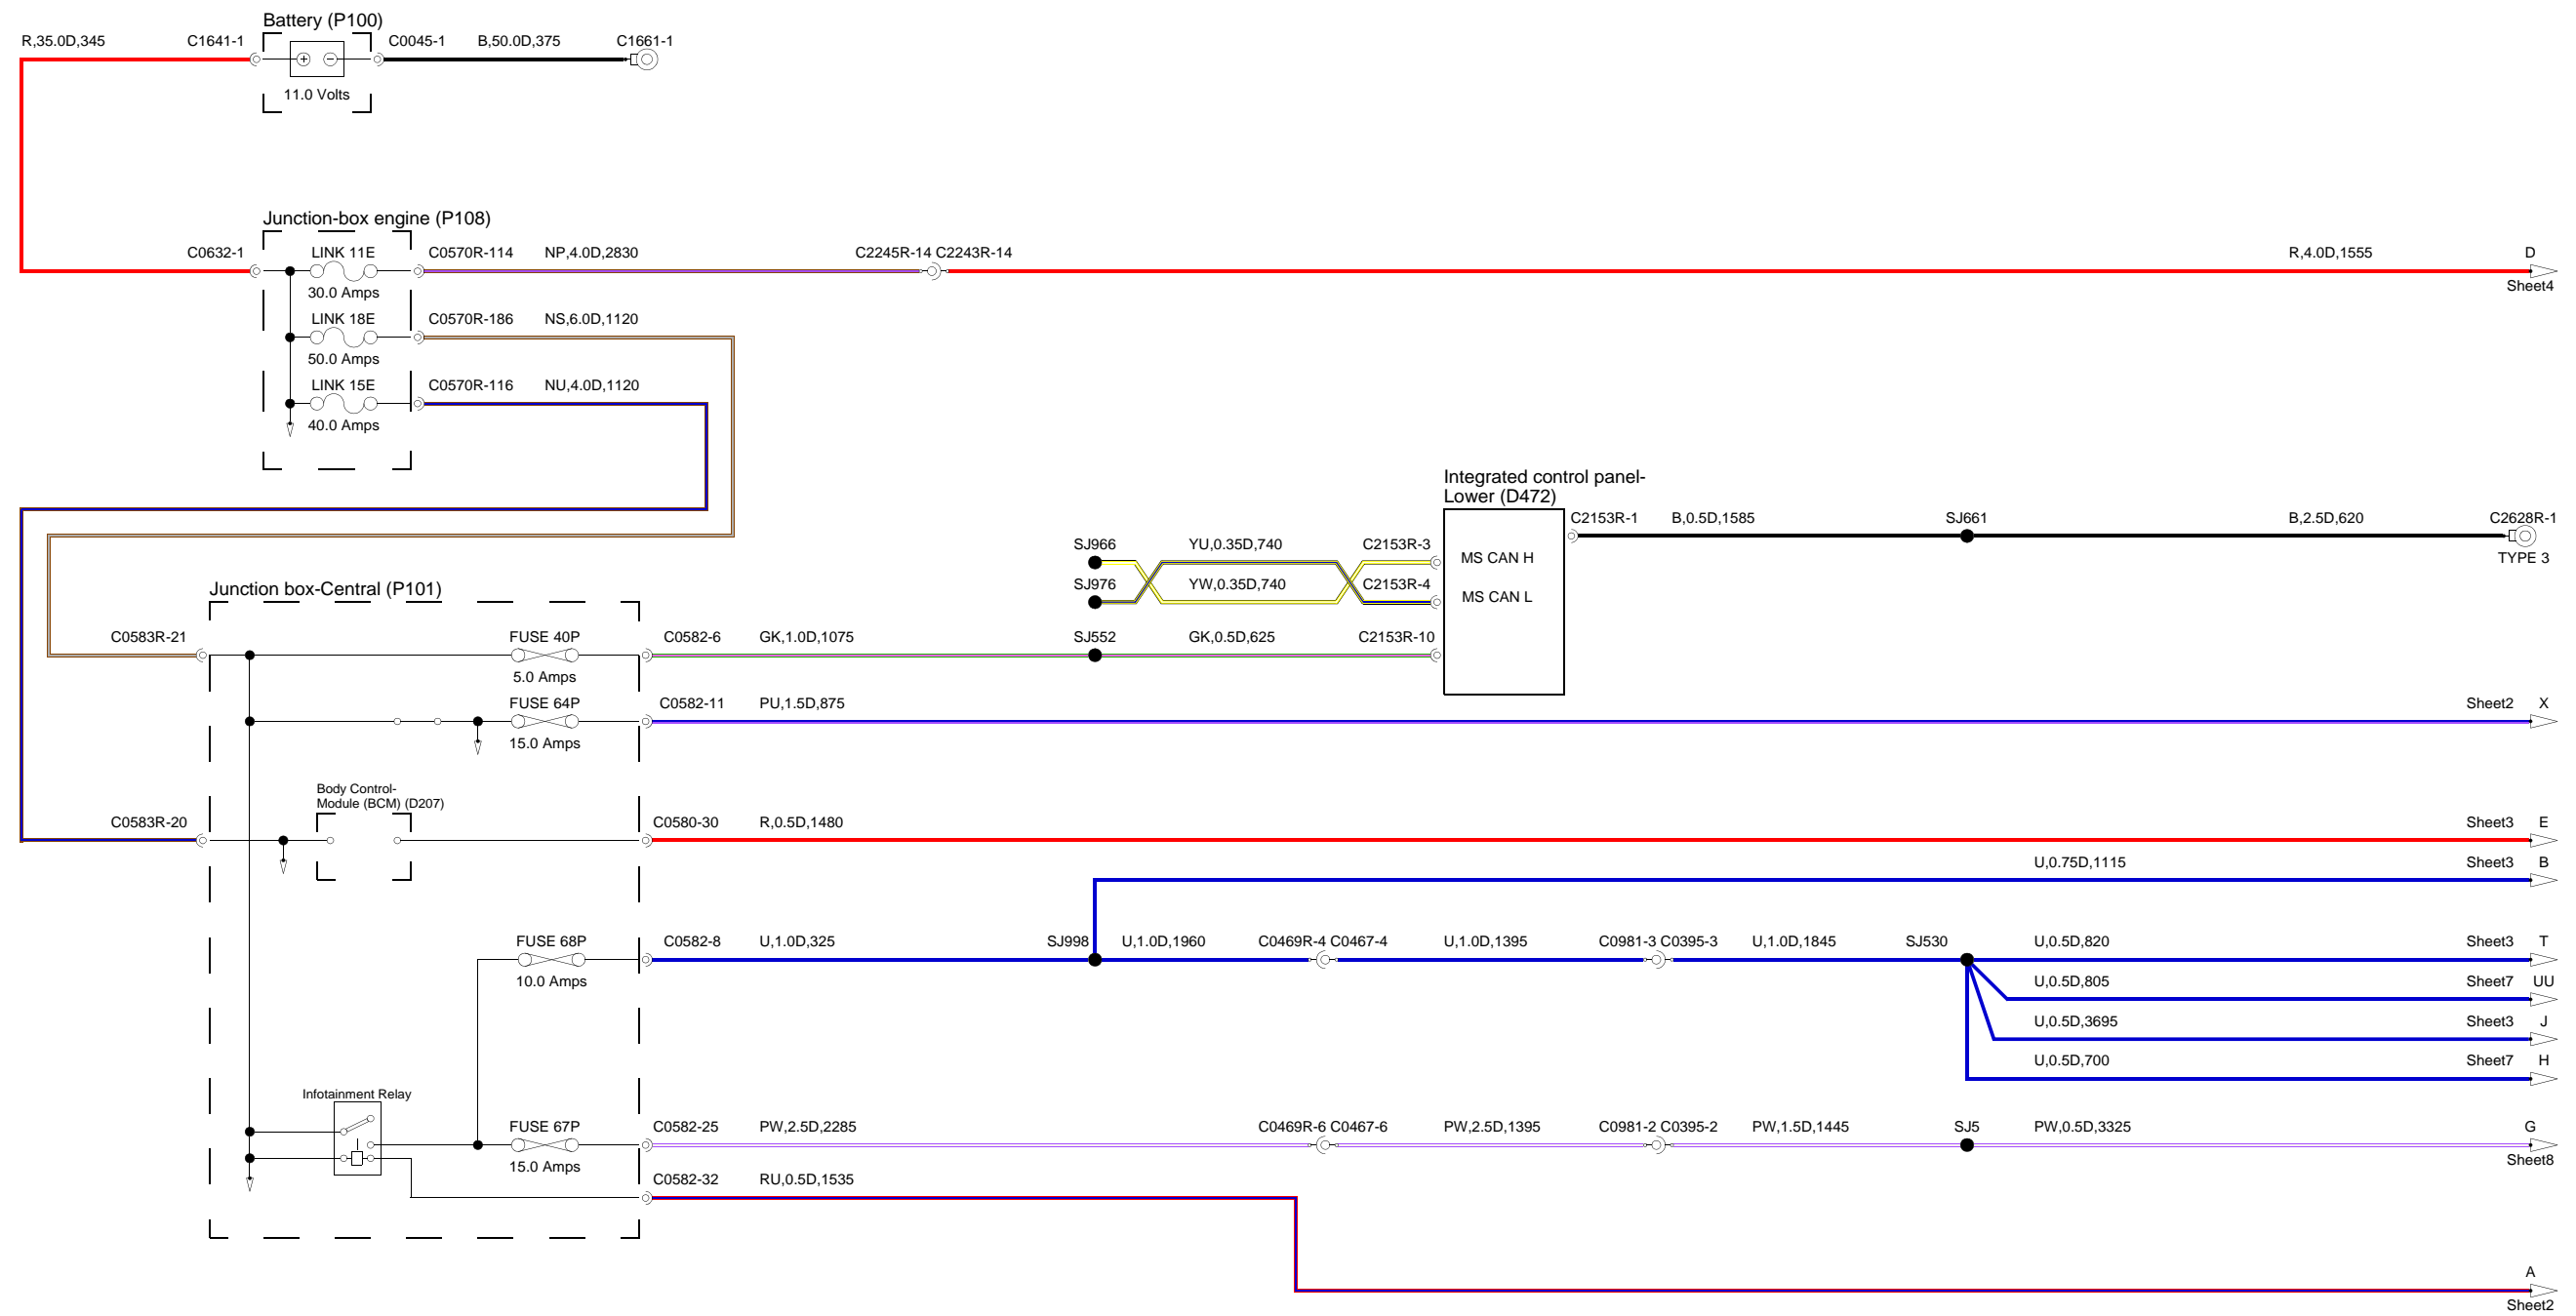 Battery (P100)
R,35.0D,345
C1641-1
C0045-1
B,50.0D,375
C1661-1
11.0 Volts
Junction-box engine (P108)
C0632-1
LINK 11E
C0570R-114
NP,4.0D,2830
C2245R-14 C2243R-14
R,4.0D,1555
D
30.0 Amps
Sheet4
LINK 18E
C0570R-186
NS,6.0D,1120
50.0 Amps
LINK 15E
C0570R-116
NU,4.0D,1120
40.0 Amps
Integrated control panel-
Lower (D472)
C2153R-1
B,0.5D,1585
SJ661
B,2.5D,620
C2628R-1
TYPE 3
SJ966
YU,0.35D,740
C2153R-3
MS CAN H
SJ976
YW,0.35D,740
C2153R-4
MS CAN L
Junction box-Central (P101)
C0583R-21
FUSE 40P
C0582-6
GK,1.0D,1075
SJ552
GK,0.5D,625
C2153R-10
5.0 Amps
FUSE 64P
C0582-11
PU,1.5D,875
Sheet2
X
15.0 Amps
Body Control-
Module (BCM) (D207)
C0583R-20
C0580-30
R,0.5D,1480
Sheet3
E
U,0.75D,1115
Sheet3
B
FUSE 68P
C0582-8
U,1.0D,325
SJ998
U,1.0D,1960
C0469R-4 C0467-4
U,1.0D,1395
C0981-3 C0395-3
U,1.0D,1845
SJ530
U,0.5D,820
Sheet3
T
10.0 Amps
U,0.5D,805
Sheet7
UU
U,0.5D,3695
Sheet3
J
U,0.5D,700
Sheet7
H
Infotainment Relay
FUSE 67P
C0582-25
PW,2.5D,2285
C0469R-6 C0467-6
PW,2.5D,1395
C0981-2 C0395-2
PW,1.5D,1445
SJ5
PW,0.5D,3325
G
15.0 Amps
Sheet8
C0582-32
RU,0.5D,1535
A
Sheet2